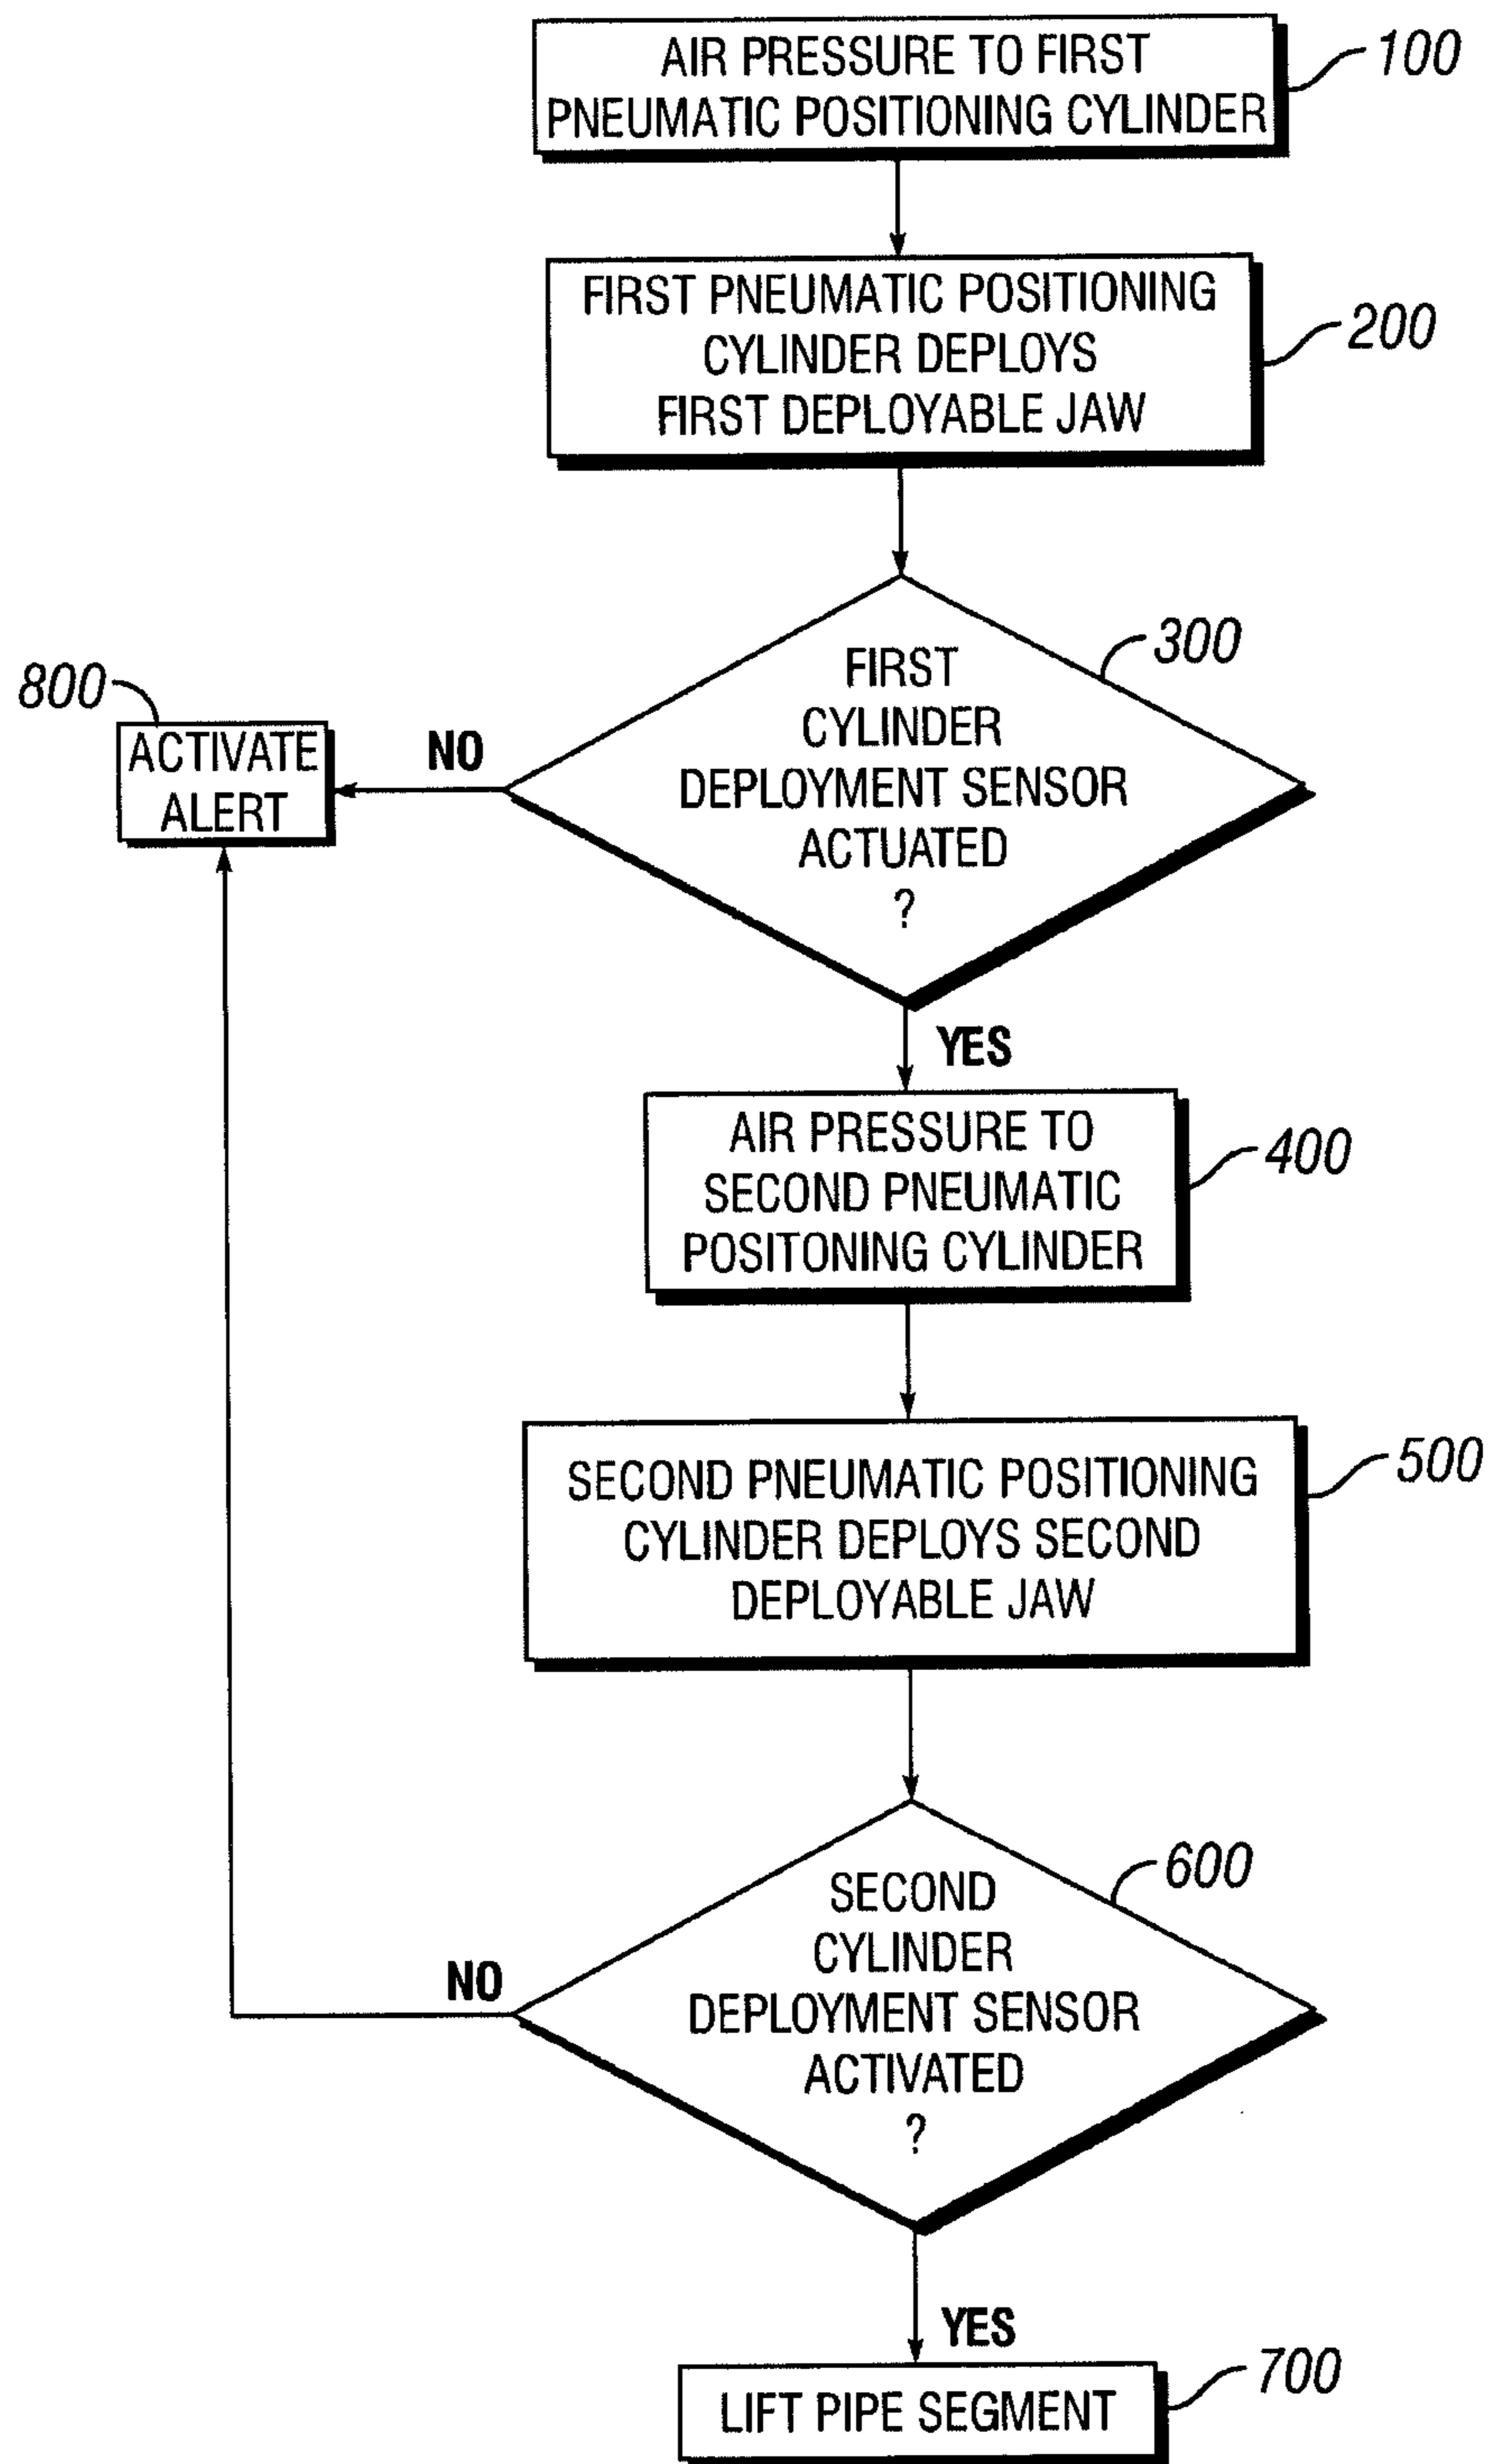 AIR PRESSURE TO FIRST
PNEUMATIC POSITIONING CYLINDER
100
FIRST PNEUMATIC POSITIONING
CYLINDER DEPLOYS
FIRST DEPLOYABLE JAW
200
FIRST
CYLINDER
DEPLOYMENT SENSOR
ACTUATED
?
300
NO
800
ACTIVATE
ALERT
YES
AIR PRESSURE TO
SECOND PNEUMATIC
POSITONING CYLINDER
400
SECOND PNEUMATIC POSITIONING
CYLINDER DEPLOYS SECOND
DEPLOYABLE JAW
500
SECOND
CYLINDER
DEPLOYMENT SENSOR
ACTIVATED
?
600
NO
YES
LIFT PIPE SEGMENT
700